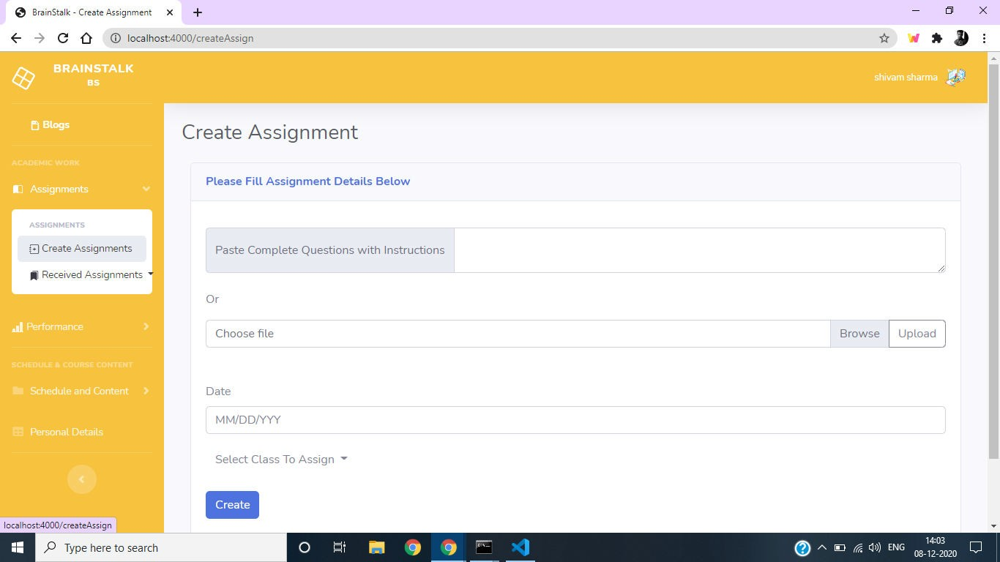 BrainStalk - Create Assignment
localhost:4000/createAssign
BRAINSTALK
BS
shivam sharma
Blogs
ACADEMIC WORK
Assignments
ASSIGNMENTS
Create Assignments
Received Assignments
Performance
SCHEDULE & COURSE CONTENT
Schedule and Content
Personal Details
Create Assignment
Please Fill Assignment Details Below
Paste Complete Questions with Instructions
Or
Choose file Browse Upload
Date
MM/DD/YYY
Select Class To Assign
Create
localhost:4000/createAssign
Type here to search
ENG
14:03
08-12-2020